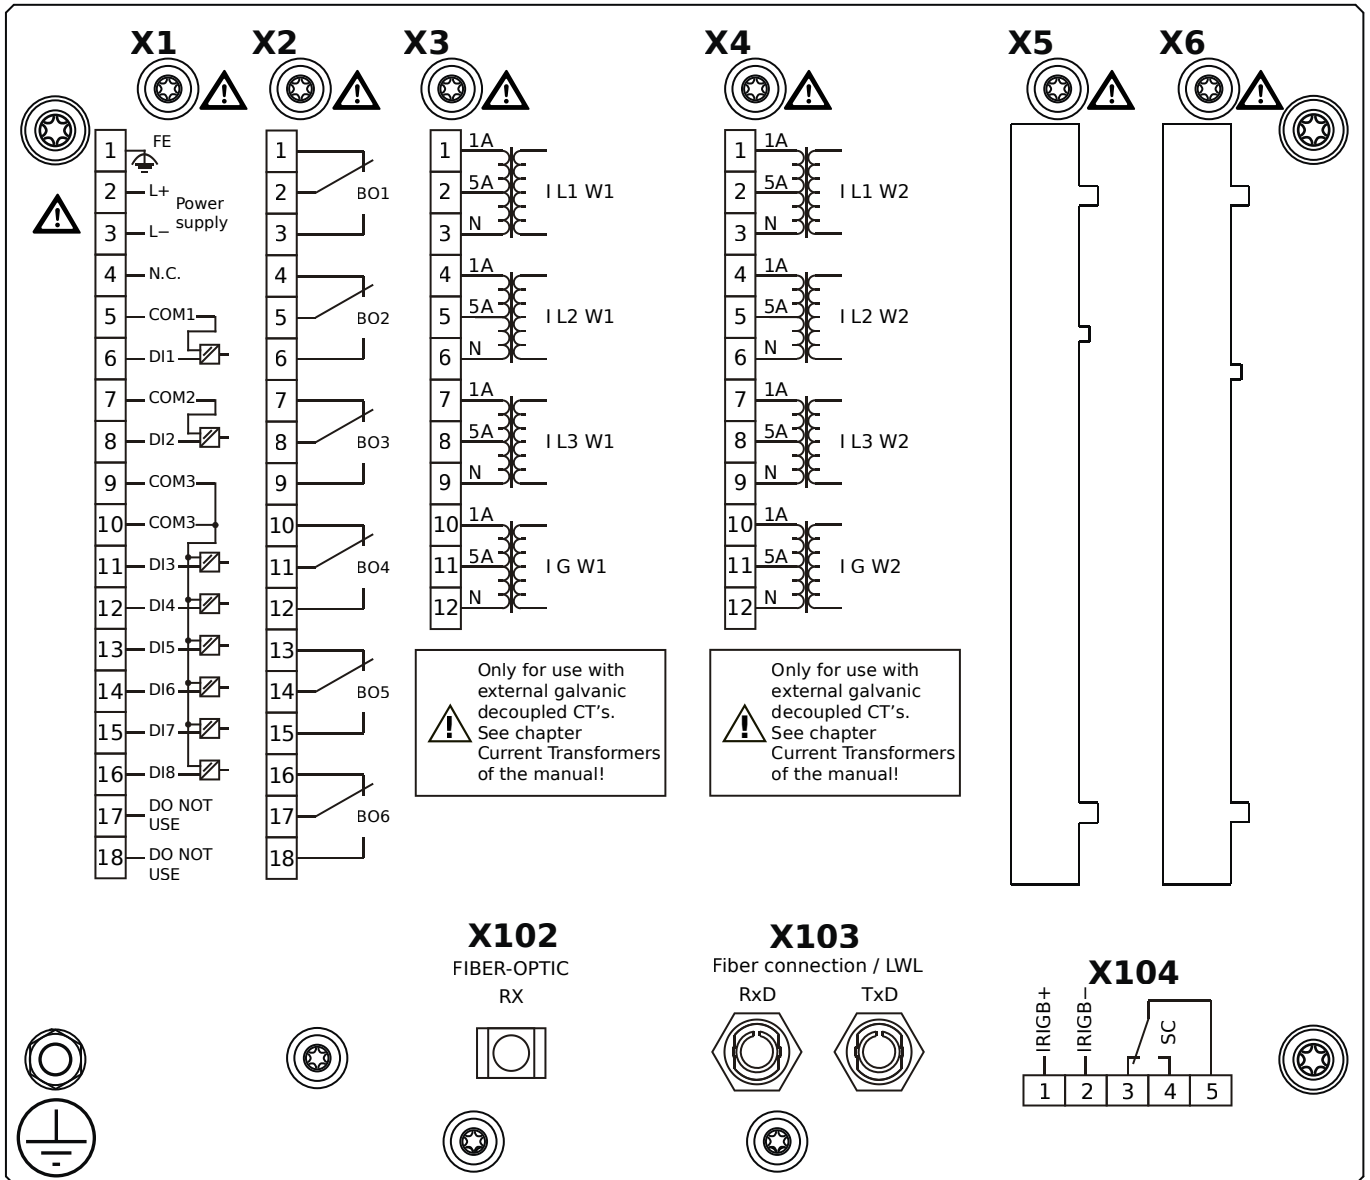 X1
1 FE
2 L+ Power
3 L− supply
4 N.C.
5 COM1
6 DI1
7 COM2
8 DI2
9 COM3
10 COM3
11 DI3
12 DI4
13 DI5
14 DI6
15 DI7
16 DI8
17 DO NOT
USE
18 DO NOT
USE
X2
1
2 BO1
3
4
5 BO2
6
7
8 BO3
9
10
11 BO4
12
13
14 BO5
15
16
17 BO6
18
X3
1 1A
2 5A I L1 W1
3 N
4 1A
5 5A I L2 W1
6 N
7 1A
8 5A I L3 W1
9 N
10 1A
11 5A I G W1
12 N
Only for use with
external galvanic
decoupled CT's.
See chapter
Current Transformers
of the manual!
X4
1 1A
2 5A I L1 W2
3 N
4 1A
5 5A I L2 W2
6 N
7 1A
8 5A I L3 W2
9 N
10 1A
11 5A I G W2
12 N
Only for use with
external galvanic
decoupled CT's.
See chapter
Current Transformers
of the manual!
X5
X6
X102
FIBER-OPTIC
RX
X103
Fiber connection / LWL
RxD TxD
X104
IRIGB+
IRIGB−
SC
1 2 3 4 5